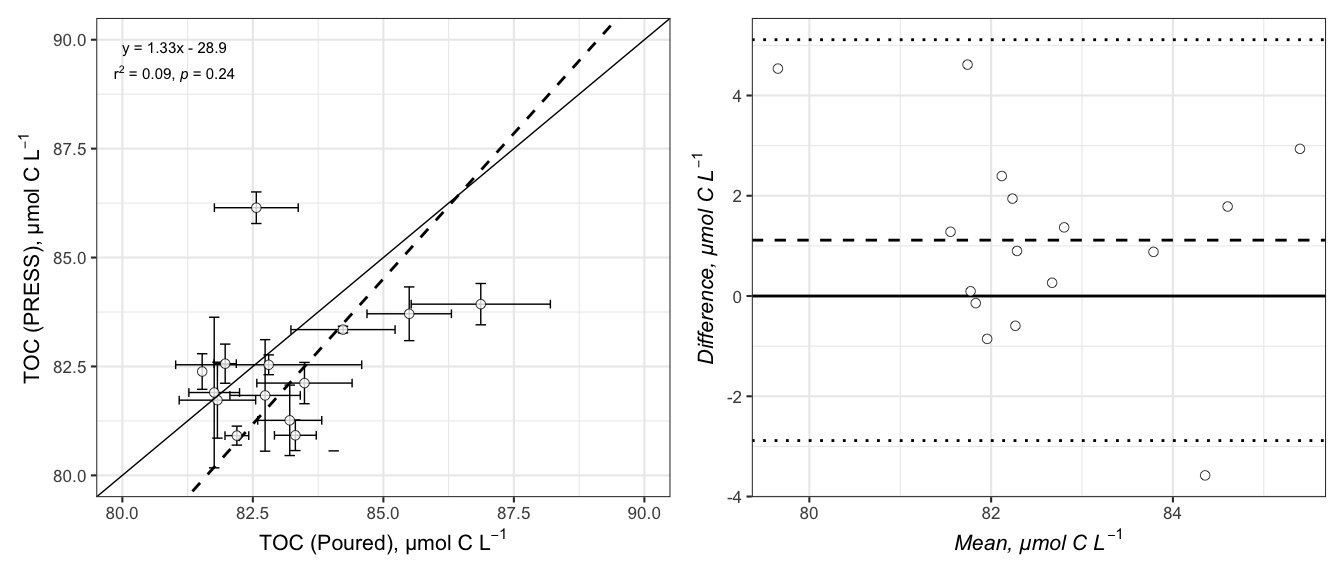 y = 1.33x - 28.9
r² = 0.09, p = 0.24
TOC (PRESS), µmol C L⁻¹
90.0
87.5
85.0
82.5
80.0
80.0 82.5 85.0 87.5 90.0
TOC (Poured), µmol C L⁻¹
Difference, µmol C L⁻¹
4
2
0
-2
-4
80 82 84
Mean, µmol C L⁻¹